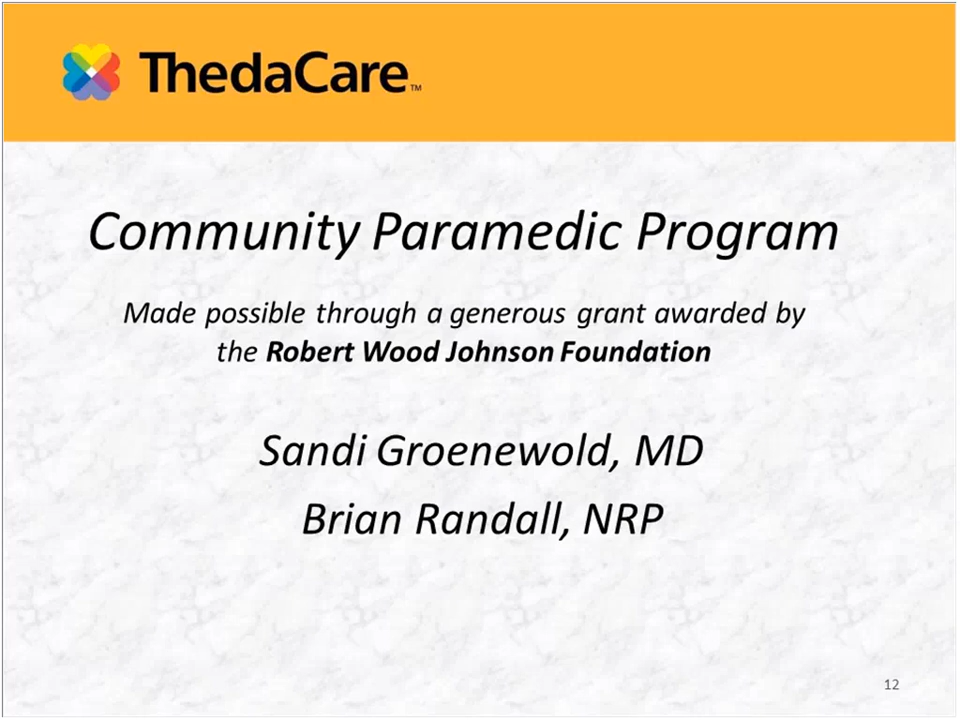 ThedaCare™
Community Paramedic Program
Made possible through a generous grant awarded by
the Robert Wood Johnson Foundation
Sandi Groenewold, MD
Brian Randall, NRP
12